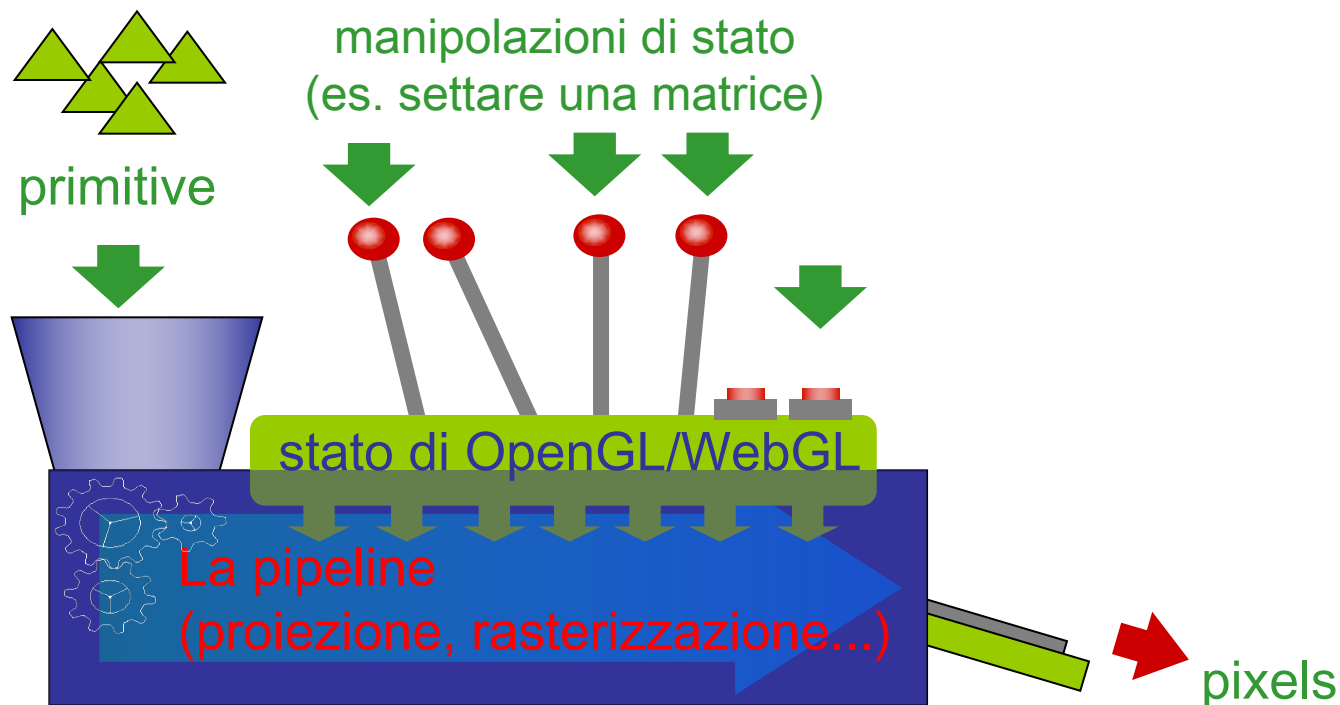 manipolazioni di stato
(es. settare una matrice)
primitive
stato di OpenGL/WebGL
La pipeline
(proiezione, rasterizzazione...)
pixels